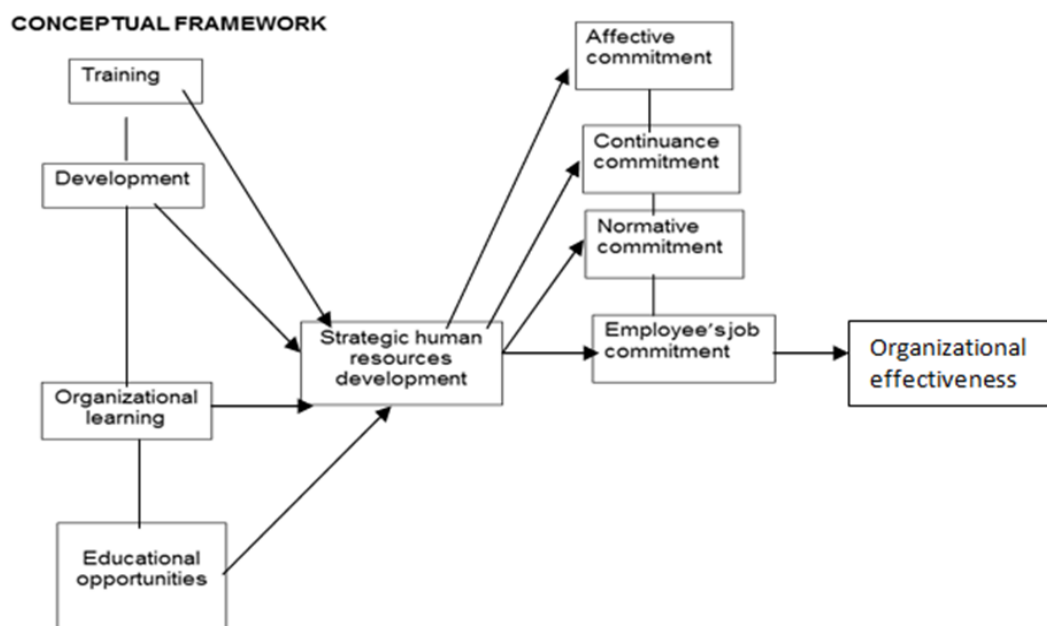 CONCEPTUAL FRAMEWORK
Training
Development
Organizational
learning
Educational
opportunities
Strategic human
resources
development
Affective
commitment
Continuance
commitment
Normative
commitment
Employee's job
commitment
Organizational
effectiveness